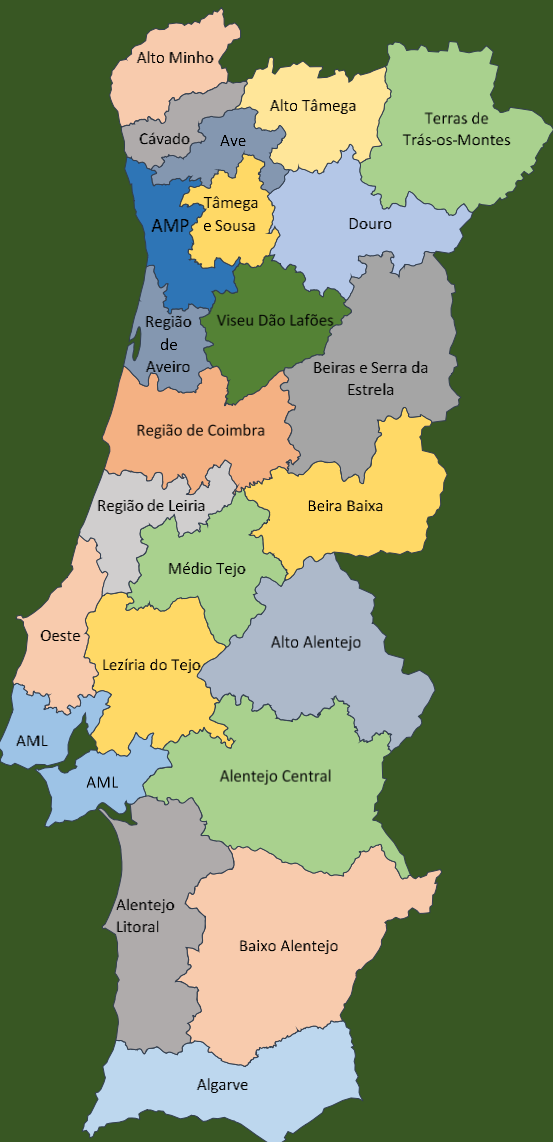 Alto Minho
Alto Tâmega
Terras de
Trás-os-Montes
Cávado
Ave
Tâmega
e Sousa
AMP
Douro
Região
de
Aveiro
Viseu Dão Lafões
Beiras e Serra da
Estrela
Região de Coimbra
Região de Leiria
Beira Baixa
Médio Tejo
Oeste
Lezíria do Tejo
Alto Alentejo
AML
AML
Alentejo Central
Alentejo
Litoral
Baixo Alentejo
Algarve